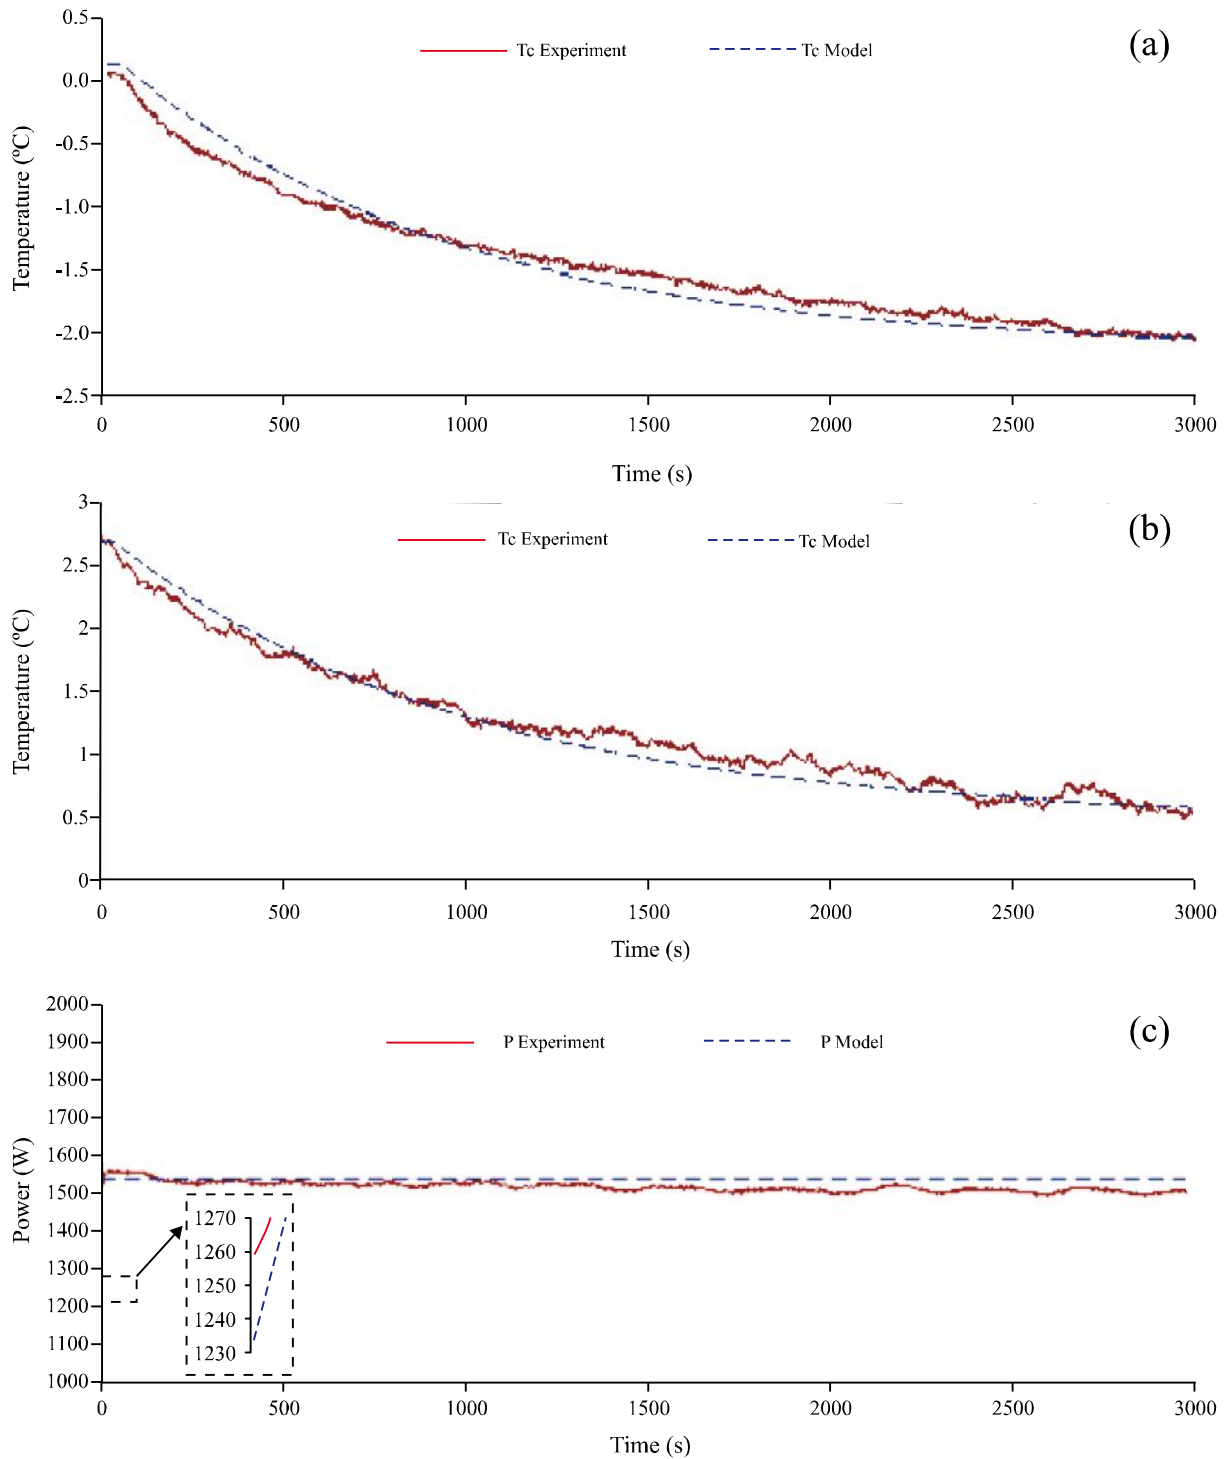 0.5
Tc Experiment
Tc Model
(a)
0.0
-0.5
-1.0
-1.5
-2.0
-2.5
Temperature (ºC)
0 500 1000 1500 2000 2500 3000
Time (s)
3
Tc Experiment
Tc Model
(b)
2.5
2
1.5
1
0.5
0
Temperature (ºC)
0 500 1000 1500 2000 2500 3000
Time (s)
2000
1900
P Experiment
P Model
(c)
1800
1700
1600
1500
1400
1300
1200
1100
1000
Power (W)
1270
1260
1250
1240
1230
0 500 1000 1500 2000 2500 3000
Time (s)